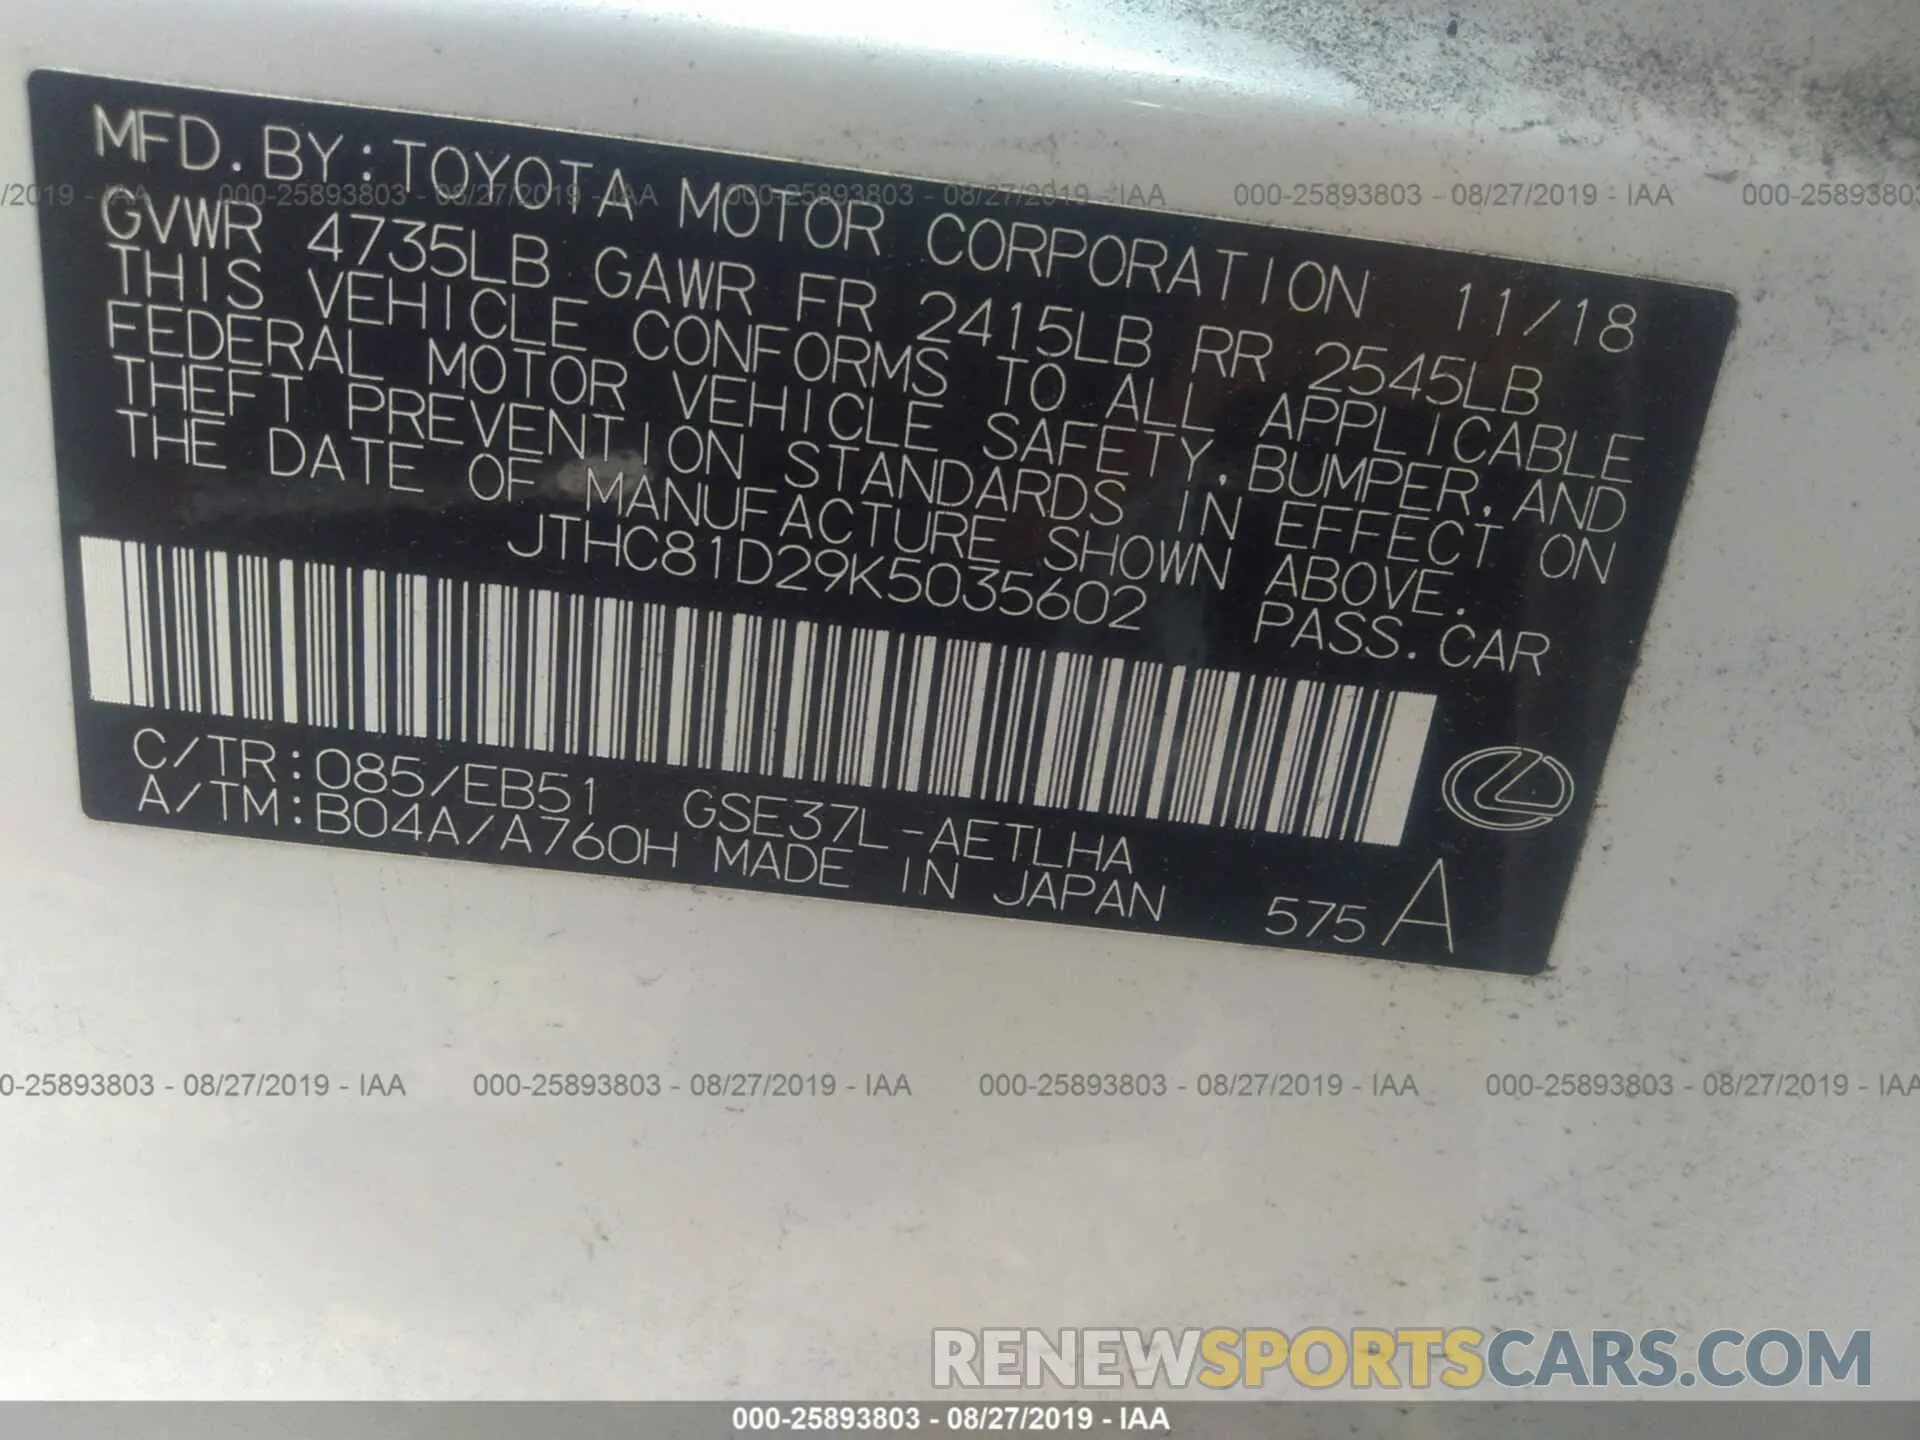 MFD. BY:TOYOTA MOTOR CORPORATION 11/18
/2019 - IAA 000-25893803 - 08/27/2019 - IAA 000-25893803 - 08/27/2019 - IAA 000-25893803 - 08/27/2019 - IAA 000-25893803
GVWR 4735LB GAWR FR 2415LB RR 2545LB
THIS VEHICLE CONFORMS TO ALL APPLICABLE
FEDERAL MOTOR VEHICLE SAFETY, BUMPER, AND
THEFT PREVENTION STANDARDS IN EFFECT ON
THE DATE OF MANUFACTURE SHOWN ABOVE.
JTHC81D29K5035602 PASS. CAR
C/TR:085/EB51 GSE37L-AETLHA
A/TM:B04A/A760H MADE IN JAPAN 575 A
0-25893803 - 08/27/2019 - IAA 000-25893803 - 08/27/2019 - IAA 000-25893803 - 08/27/2019 - IAA 000-25893803 - 08/27/2019 - IAA
RENEWSPORTSCARS.COM
000-25893803 - 08/27/2019 - IAA